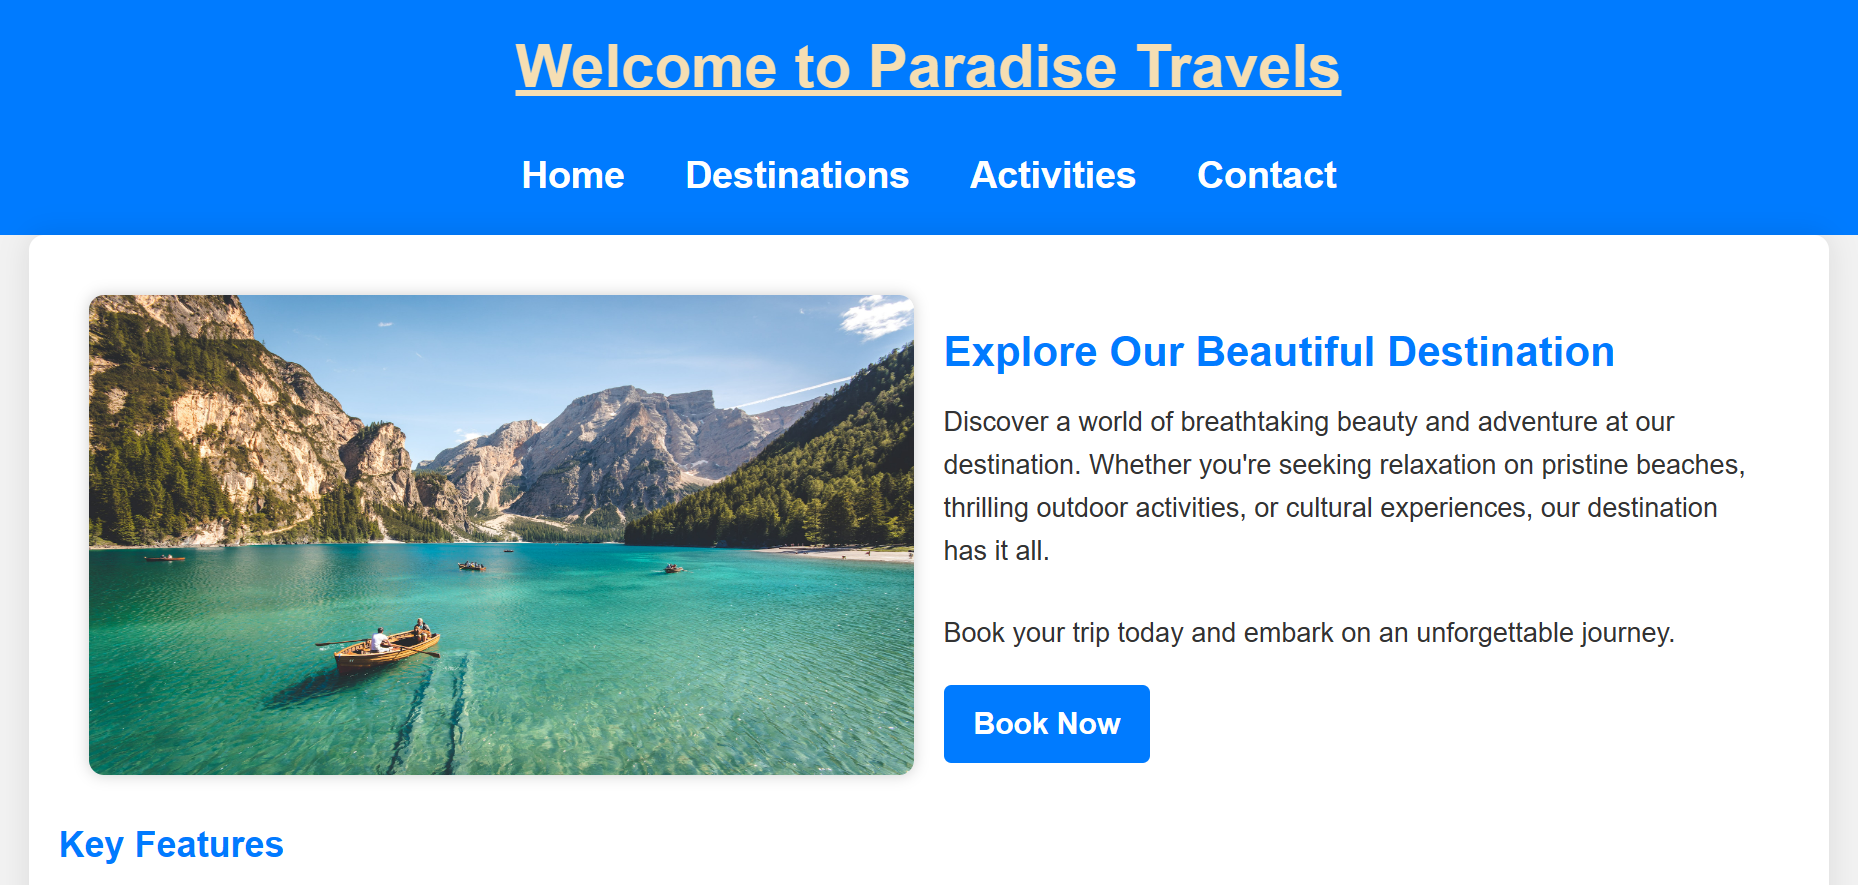 Welcome to Paradise Travels
Home Destinations Activities Contact
Explore Our Beautiful Destination
Discover a world of breathtaking beauty and adventure at our
destination. Whether you're seeking relaxation on pristine beaches,
thrilling outdoor activities, or cultural experiences, our destination
has it all.
Book your trip today and embark on an unforgettable journey.
Book Now
Key Features